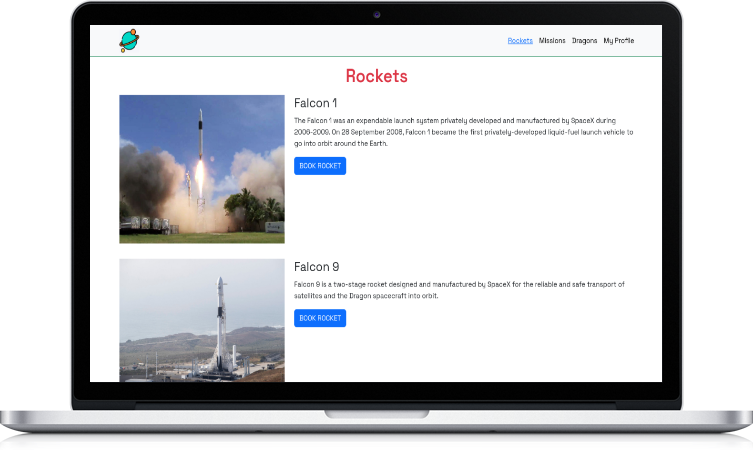 Rockets Missions Dragons My Profile
Rockets
Falcon 1
The Falcon 1 was an expendable launch system privately developed and manufactured by SpaceX during
2006-2009. On 28 September 2008, Falcon 1 became the first privately-developed liquid-fuel launch vehicle to
go into orbit around the Earth.
BOOK ROCKET
Falcon 9
Falcon 9 is a two-stage rocket designed and manufactured by SpaceX for the reliable and safe transport of
satellites and the Dragon spacecraft into orbit.
BOOK ROCKET